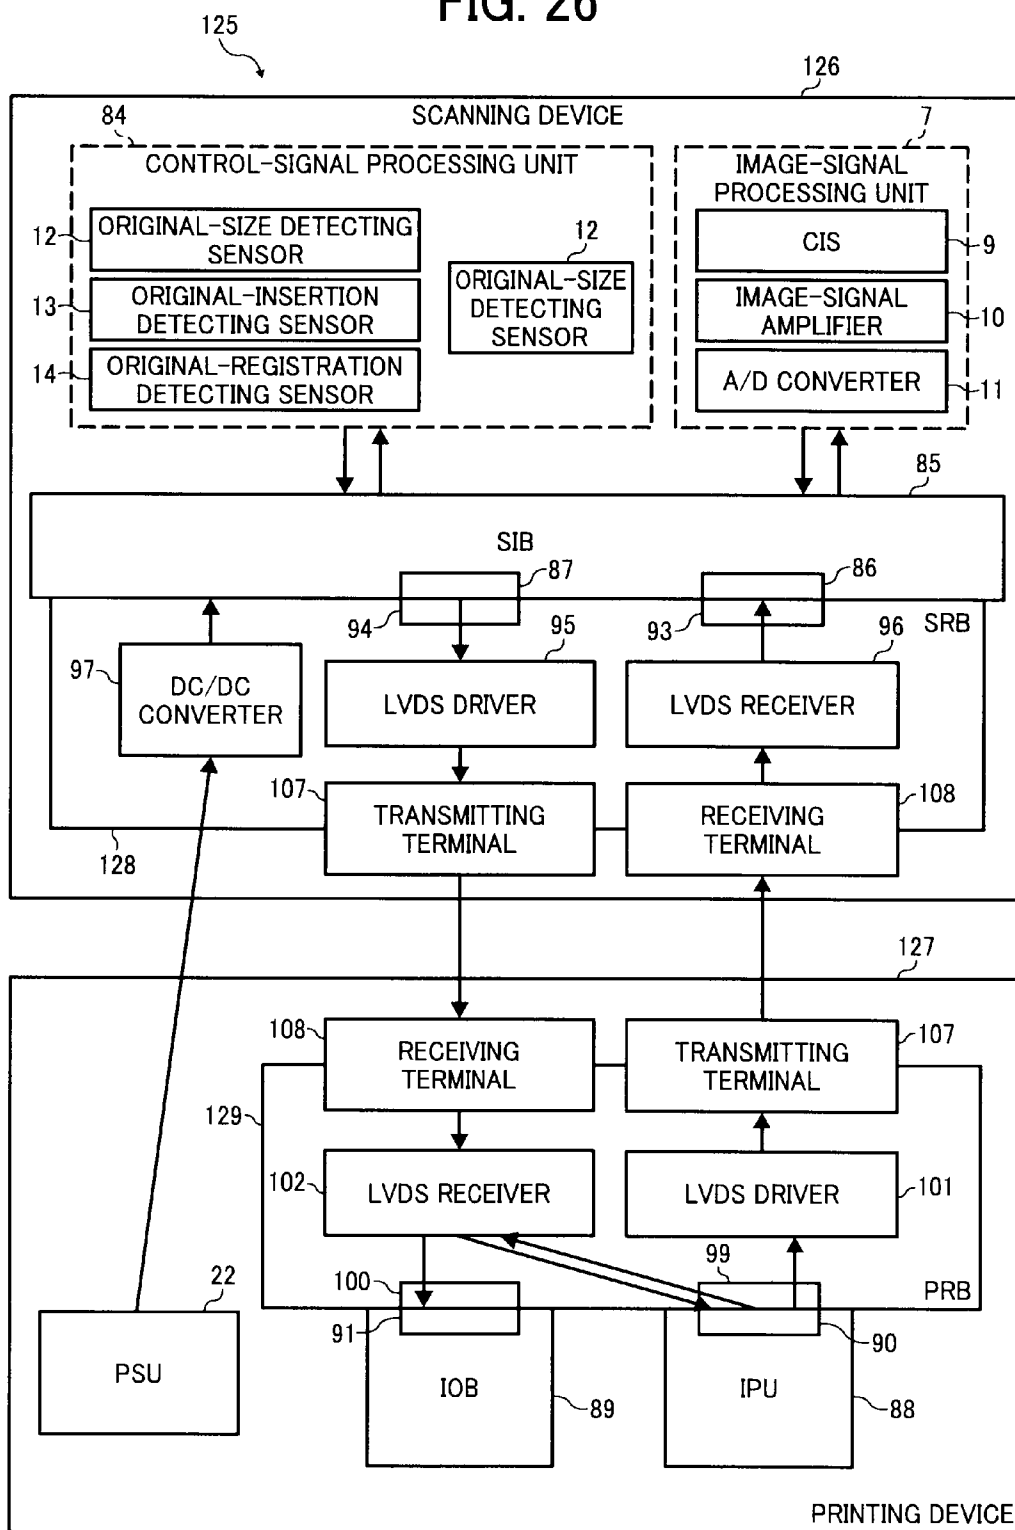 FIG. 26
125
126
SCANNING DEVICE
84
7
CONTROL-SIGNAL PROCESSING UNIT
IMAGE-SIGNAL
PROCESSING UNIT
12
ORIGINAL-SIZE DETECTING
SENSOR
12
ORIGINAL-SIZE
DETECTING
SENSOR
CIS
9
13
ORIGINAL-INSERTION
DETECTING SENSOR
IMAGE-SIGNAL
AMPLIFIER
10
14
ORIGINAL-REGISTRATION
DETECTING SENSOR
A/D CONVERTER
11
85
SIB
87
86
94
93
SRB
95
96
97
DC/DC
CONVERTER
LVDS DRIVER
LVDS RECEIVER
107
TRANSMITTING
TERMINAL
RECEIVING
TERMINAL
108
128
127
108
RECEIVING
TERMINAL
TRANSMITTING
TERMINAL
107
129
102
LVDS RECEIVER
LVDS DRIVER
101
22
100
99
PRB
91
90
PSU
IOB
IPU
89
88
PRINTING DEVICE